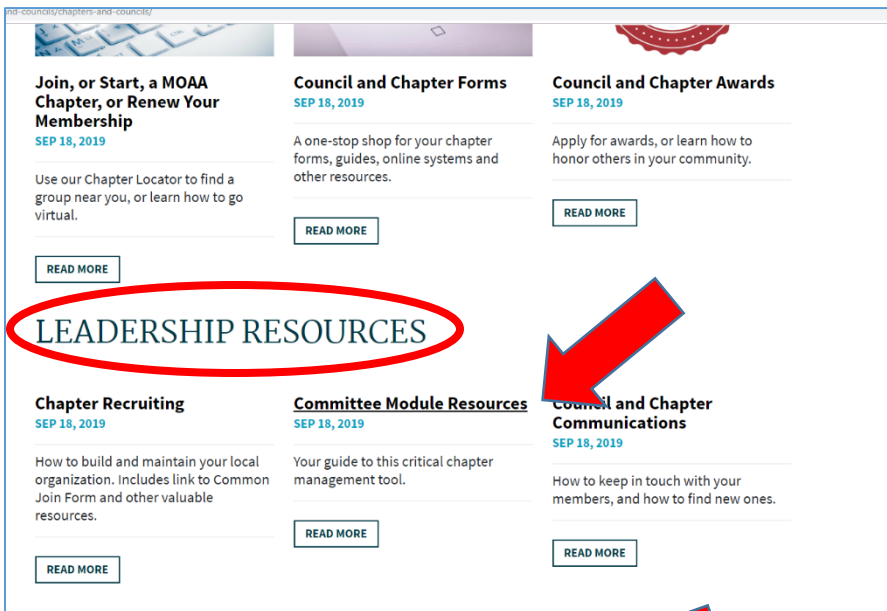 nd-councils/chapters-and-councils/
Join, or Start, a MOAA
Chapter, or Renew Your
Membership
SEP 18, 2019
Use our Chapter Locator to find a
group near you, or learn how to go
virtual.
READ MORE
Council and Chapter Forms
SEP 18, 2019
A one-stop shop for your chapter
forms, guides, online systems and
other resources.
READ MORE
Council and Chapter Awards
SEP 18, 2019
Apply for awards, or learn how to
honor others in your community.
READ MORE
LEADERSHIP RESOURCES
Chapter Recruiting
SEP 18, 2019
How to build and maintain your local
organization. Includes link to Common
Join Form and other valuable
resources.
READ MORE
Committee Module Resources
SEP 18, 2019
Your guide to this critical chapter
management tool.
READ MORE
Council and Chapter
Communications
SEP 18, 2019
How to keep in touch with your
members, and how to find new ones.
READ MORE